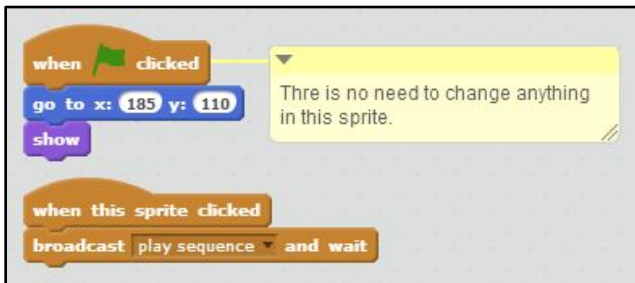 when clicked
go to x: 185 y: 110
show
Thre is no need to change anything
in this sprite.
when this sprite clicked
broadcast play sequence and wait